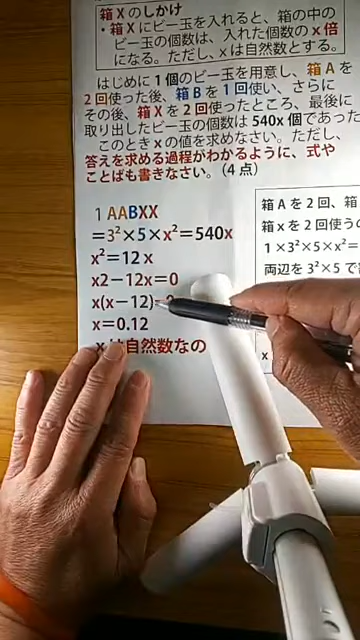 箱Xのしかけ
・箱Xにビー玉を入れると、箱の中の
ビー玉の個数は、入れた個数のx倍
になる。ただし、xは自然数とする。
はじめに1個のビー玉を用意し、箱Aを
2回使った後、箱Bを1回使い、さらに
その後、箱Xを2回使ったところ、最後に
取り出したビー玉の個数は540x個であった
このときxの値を求めなさい。ただし、
答えを求める過程がわかるように、式や
ことばも書きなさい。(4点)
1 AABXX
=3²×5×x²=540x
x²=12x
x2−12x=0
x(x−12)=
x=0.12
xは自然数なの
箱Aを2回、箱
箱xを2回使うの
1×3²×5×x²=
両辺を3²×5で
x